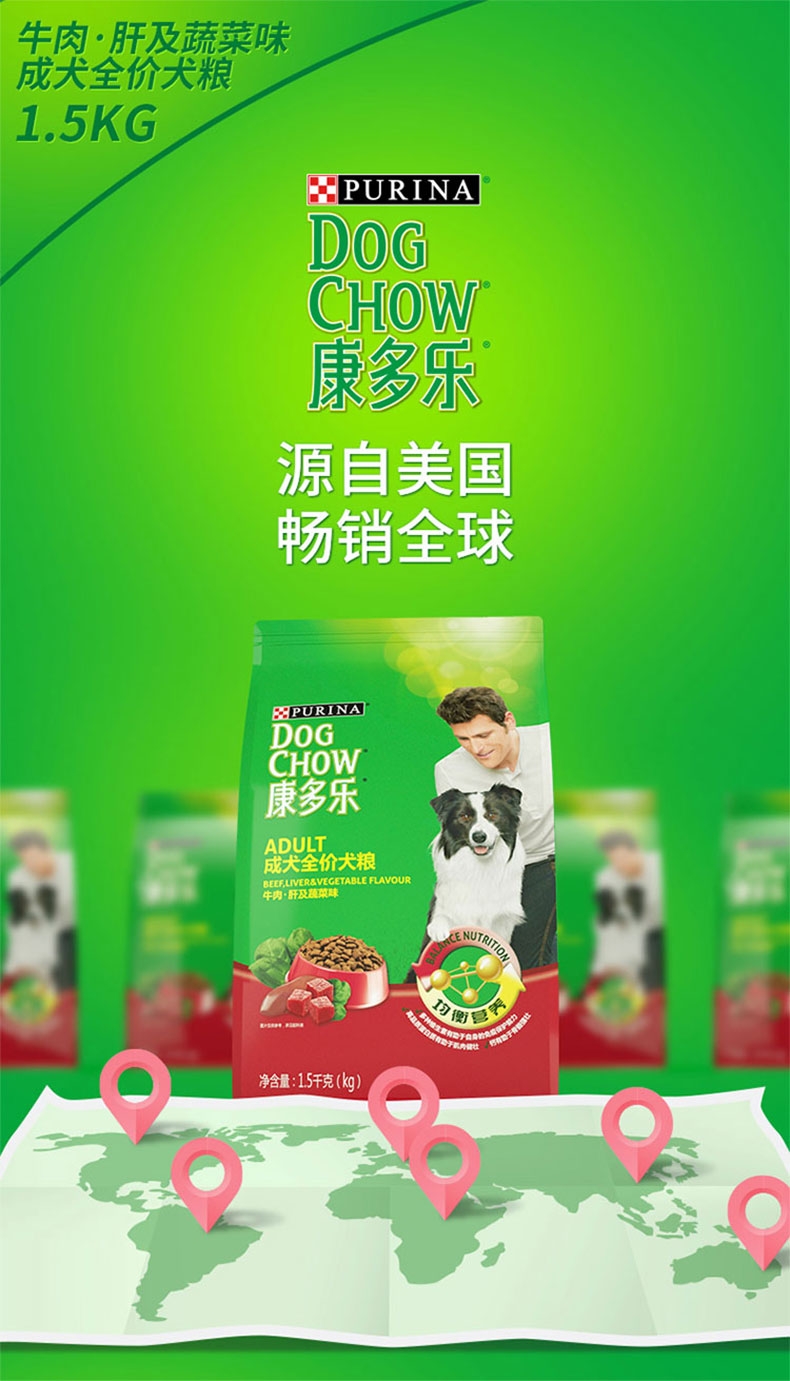 牛肉·肝及蔬菜味
成犬全价犬粮
1.5KG
PURINA
DOG
CHOW
康多乐
源自美国
畅销全球
PURINA
DOG
CHOW
康多乐
ADULT
成犬全价犬粮
BEEF,LIVER&VEGETABLE FLAVOUR
牛肉·肝及蔬菜味
BALANCE NUTRITION
均衡营养
净含量:1.5千克(kg)